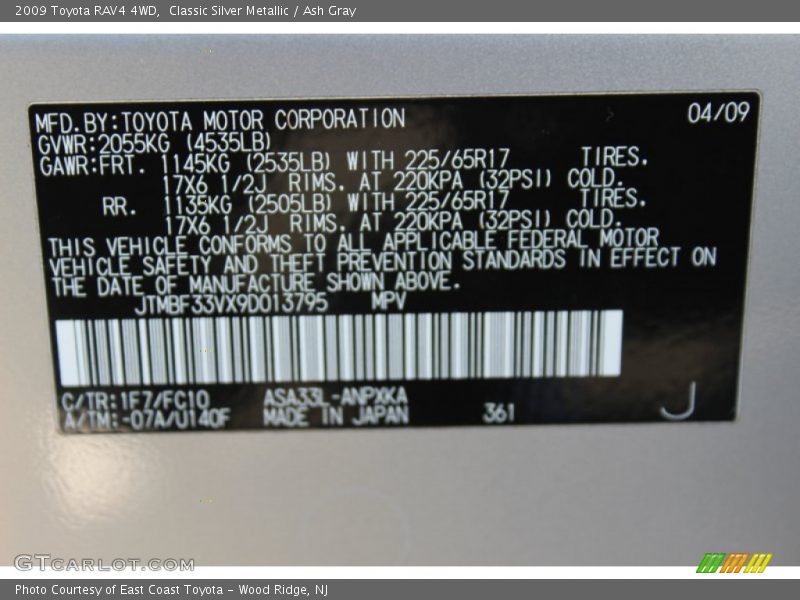 2009 Toyota RAV4 4WD, Classic Silver Metallic / Ash Gray
MFD.BY:TOYOTA MOTOR CORPORATION 04/09
GVWR:2055KG (4535LB)
GAWR:FRT. 1145KG (2535LB) WITH 225/65R17 TIRES.
17X6 1/2J RIMS. AT 220KPA (32PSI) COLD.
RR. 1135KG (2505LB) WITH 225/65R17 TIRES.
17X6 1/2J RIMS. AT 220KPA (32PSI) COLD.
THIS VEHICLE CONFORMS TO ALL APPLICABLE FEDERAL MOTOR
VEHICLE SAFETY AND THEFT PREVENTION STANDARDS IN EFFECT ON
THE DATE OF MANUFACTURE SHOWN ABOVE.
JTMBF33VX9D013795 MPV
C/TR:1F7/FC10 ASA33L-ANPXKA
A/TM:-07A/U140F MADE IN JAPAN 361 J
GTCARLOT.COM
Photo Courtesy of East Coast Toyota - Wood Ridge, NJ